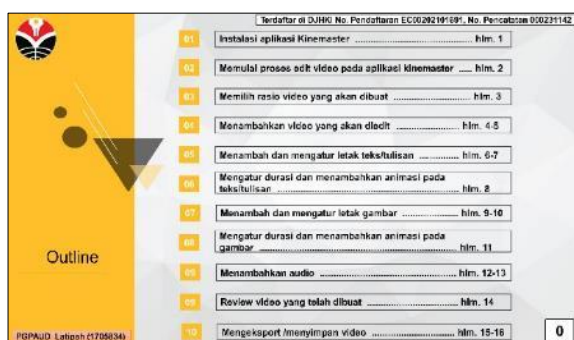 Terdaftar di DJHKI No. Pendaftaran EC00202101691, No. Pencatatan 000231142
01 Instalasi aplikasi Kinemaster ........ hlm. 1
02 Memulai proses edit video pada aplikasi kinemaster ..... hlm. 2
03 Memilih rasio video yang akan dibuat ........ hlm. 3
04 Menambahkan video yang akan diedit ........ hlm. 4-5
05 Menambah dan mengatur letak teks/tulisan ........ hlm. 6-7
06 Mengatur durasi dan menambahkan animasi pada
teks/tulisan ........ hlm. 8
07 Menambah dan mengatur letak gambar ........ hlm. 9-10
08 Mengatur durasi dan menambahkan animasi pada
gambar ........ hlm. 11
Outline
09 Menambahkan audio ........ hlm. 12-13
09 Review video yang telah dibuat ........ hlm. 14
10 Mengeksport /menyimpan video ........ hlm. 15-16
PGPAUD_Latipah (1705834)
0